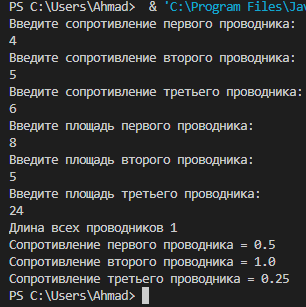 PS C:\Users\Ahmad>  & 'C:\Program Files\Jav
Введите сопротивление первого проводника:
4
Введите сопротивление второго проводника:
5
Введите сопротивление третьего проводника:
6
Введите площадь первого проводника:
8
Введите площадь второго проводника:
5
Введите площадь третьего проводника:
24
Длина всех проводников 1
Сопротивление первого проводника = 0.5
Сопротивление второго проводника = 1.0
Сопротивление третьего проводника = 0.25
PS C:\Users\Ahmad>